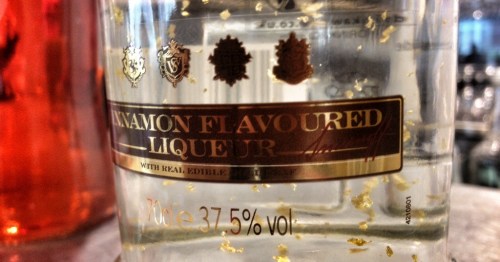 INNAMON FLAVOURED
LIQUEUR
WITH REAL EDIBLE
70cl 37.5% vol